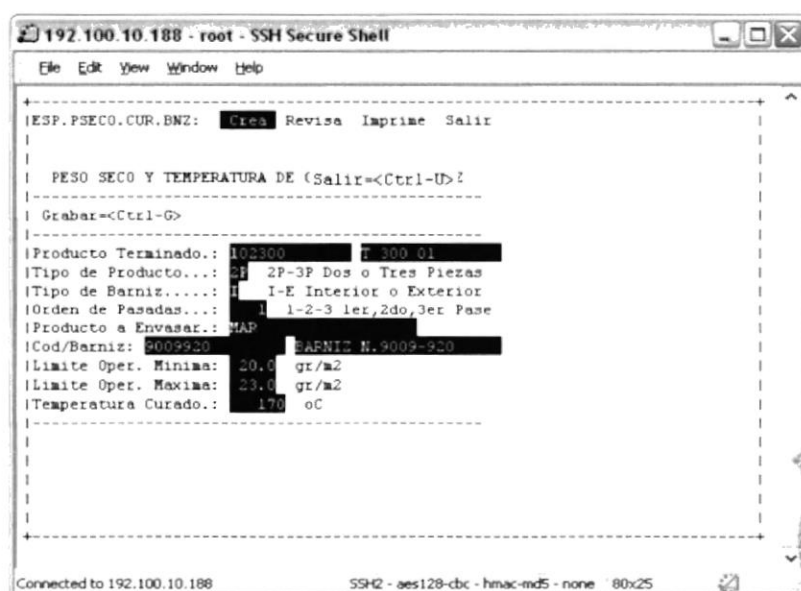 192.100.10.188 - root - SSH Secure Shell
File Edit View Window Help
ESP.PSECO.CUR.BNZ: Crea Revisa Imprime Salir
PESO SECO Y TEMPERATURA DE (Salir=<Ctrl-U>
Grabar=<Ctrl-G>
Producto Terminado.: 102300 T 300 01
Tipo de Producto...: 2P 2P-3P Dos o Tres Piezas
Tipo de Barniz.....: I I-E Interior o Exterior
Orden de Pasadas...: 1 1-2-3 1er,2do,3er Pase
Producto a Envasar.: MAR
Cod/Barniz: 9009920 BARNIZ N.9009-920
Limite Oper. Minima: 20.0 gr/m2
Limite Oper. Maxima: 23.0 gr/m2
Temperatura Curado.: 170 oC
Connected to 192.100.10.188 SSH2 - aes128-cbc - hmac-md5 - none 80x25